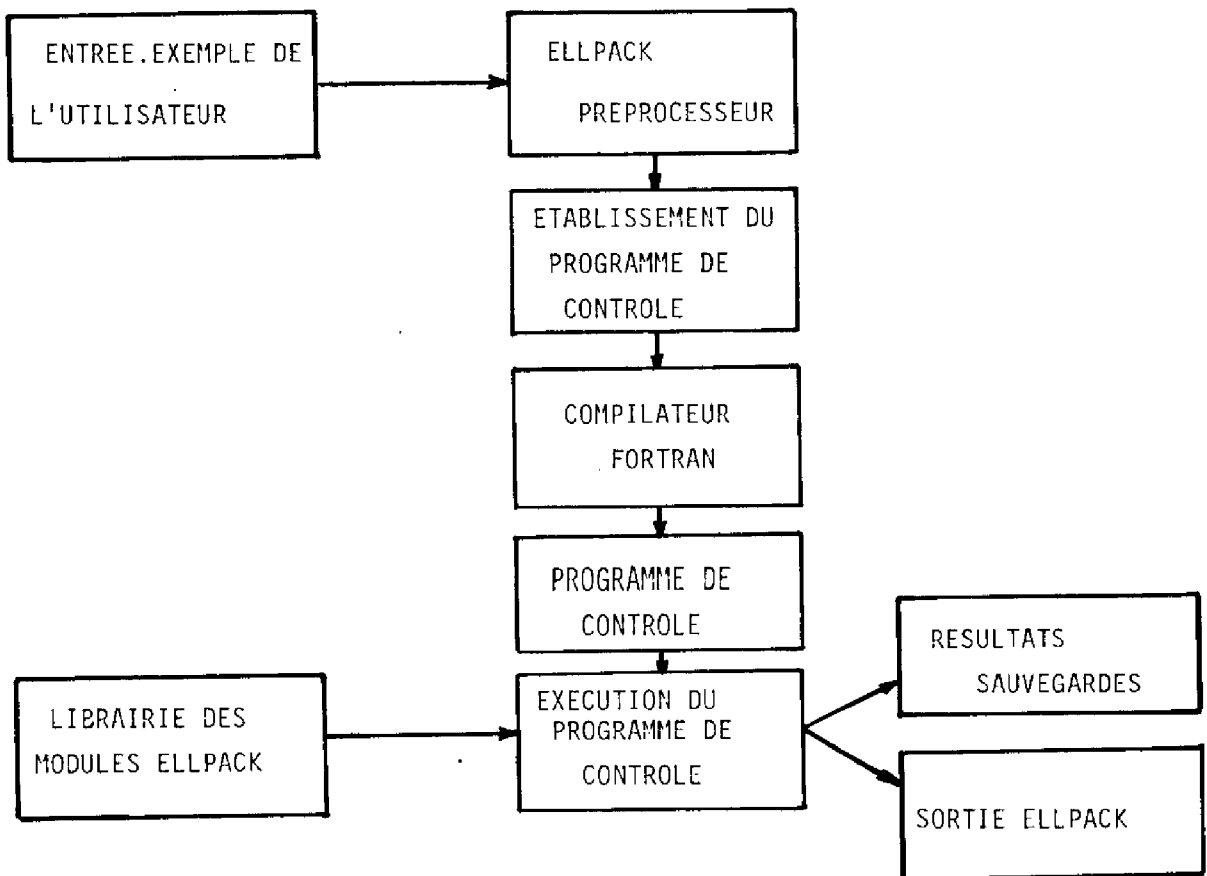 ENTREE.EXEMPLE DE
L'UTILISATEUR
ELLPACK
PREPROCESSEUR
ETABLISSEMENT DU
PROGRAMME DE
CONTROLE
COMPILATEUR
FORTRAN
PROGRAMME DE
CONTROLE
LIBRAIRIE DES
MODULES ELLPACK
EXECUTION DU
PROGRAMME DE
CONTROLE
RESULTATS
SAUVEGARDES
SORTIE ELLPACK